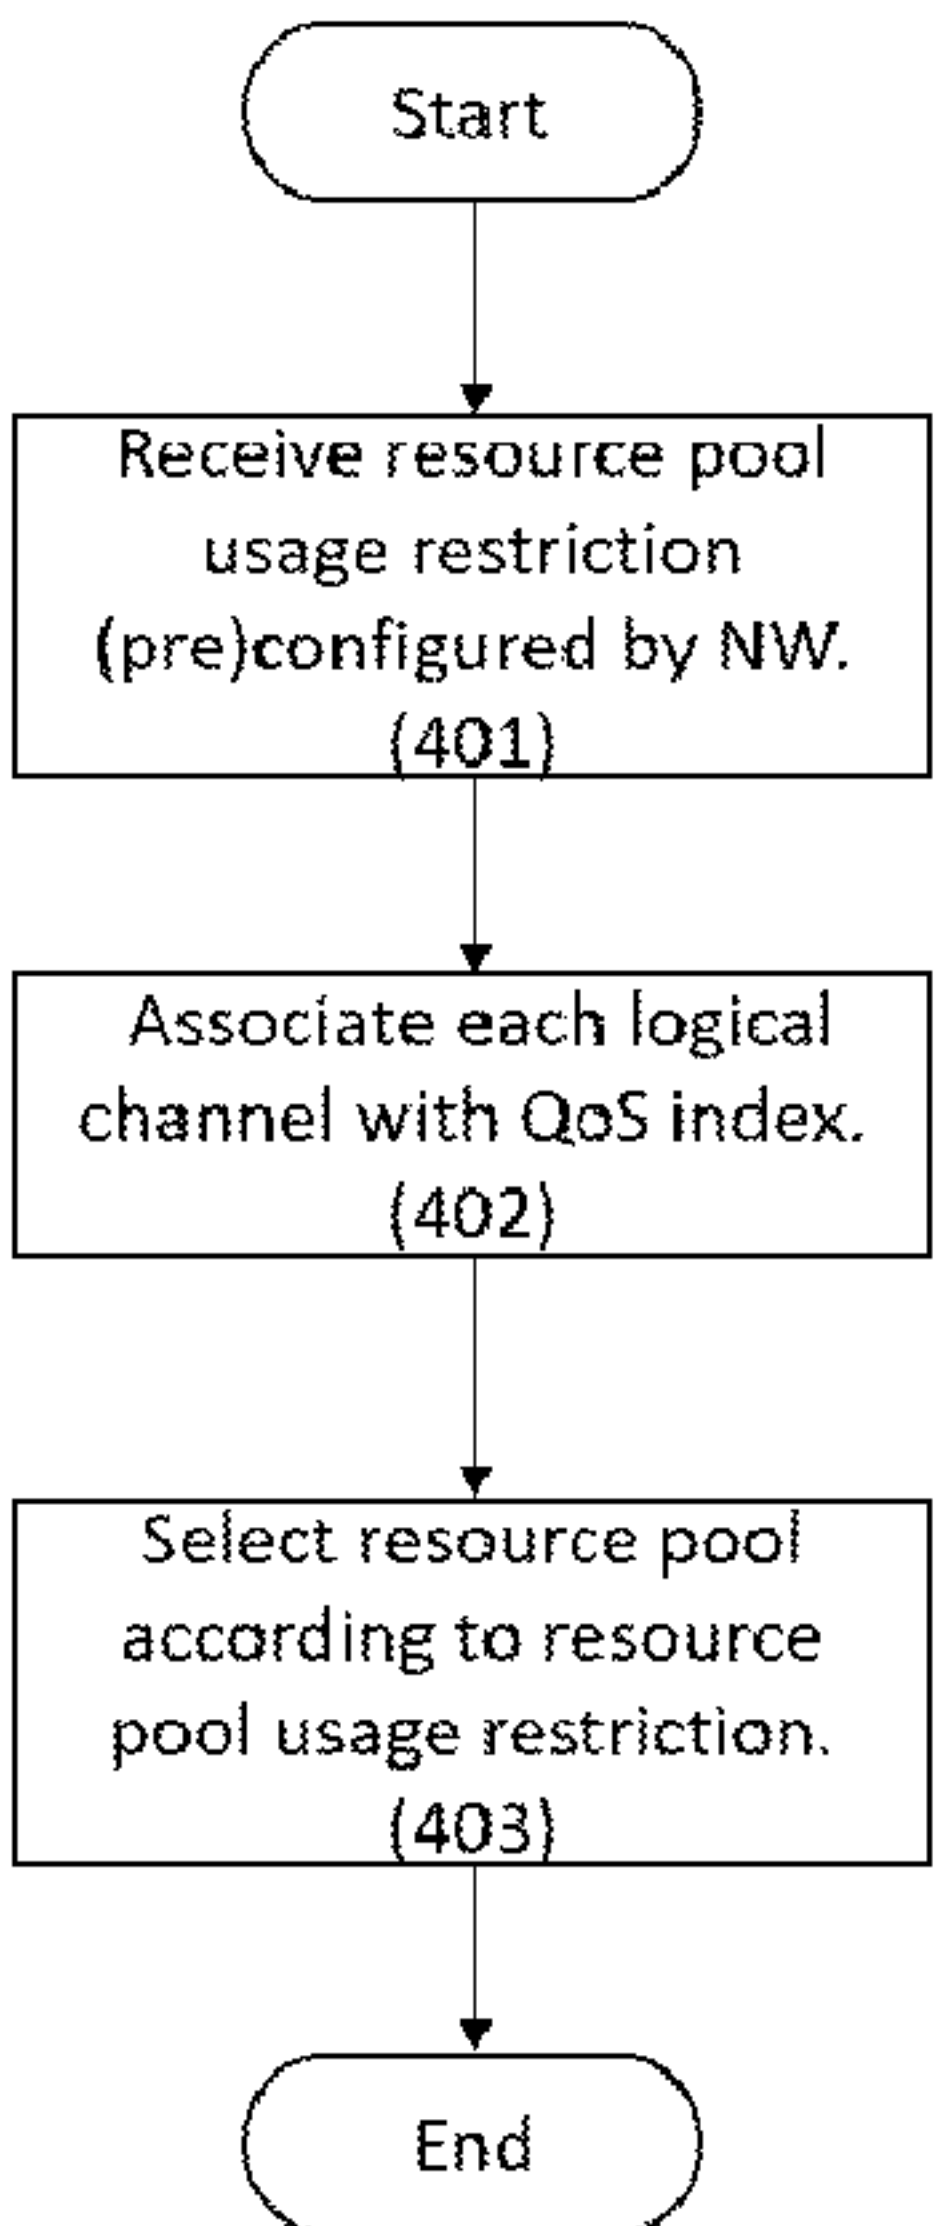 Start
Receive resource pool
usage restriction
(pre)configured by NW.
(401)
Associate each logical
channel with QoS index.
(402)
Select resource pool
according to resource
pool usage restriction.
(403)
End